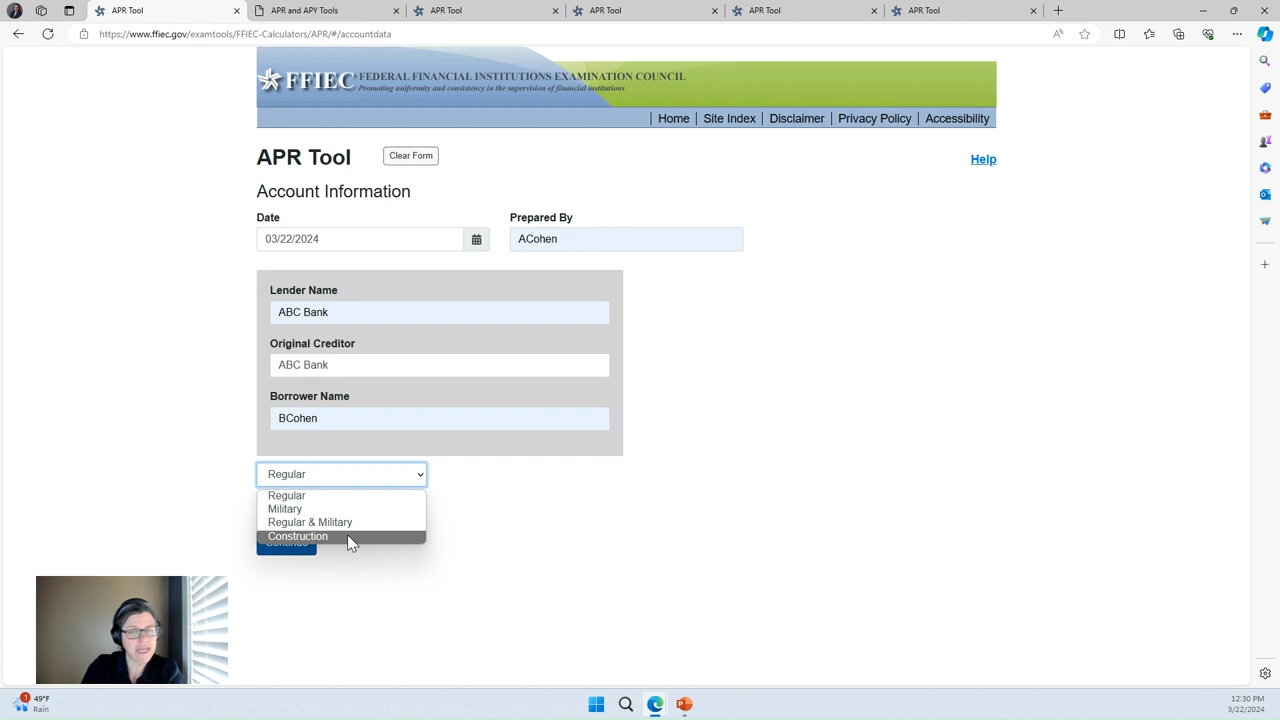 APR Tool
APR and APY Tools
APR Tool
APR Tool
APR Tool
APR Tool
https://www.ffiec.gov/examtools/FFIEC-Calculators/APR/#/accountdata
FFIEC FEDERAL FINANCIAL INSTITUTIONS EXAMINATION COUNCIL
Promoting uniformity and consistency in the supervision of financial institutions
Home | Site Index | Disclaimer | Privacy Policy | Accessibility
APR Tool
Clear Form
Help
Account Information
Date
Prepared By
03/22/2024
ACohen
Lender Name
ABC Bank
Original Creditor
ABC Bank
Borrower Name
BCohen
Regular
Regular
Military
Regular & Military
Construction
Continue
1
49°F
Rain
12:30 PM
3/22/2024